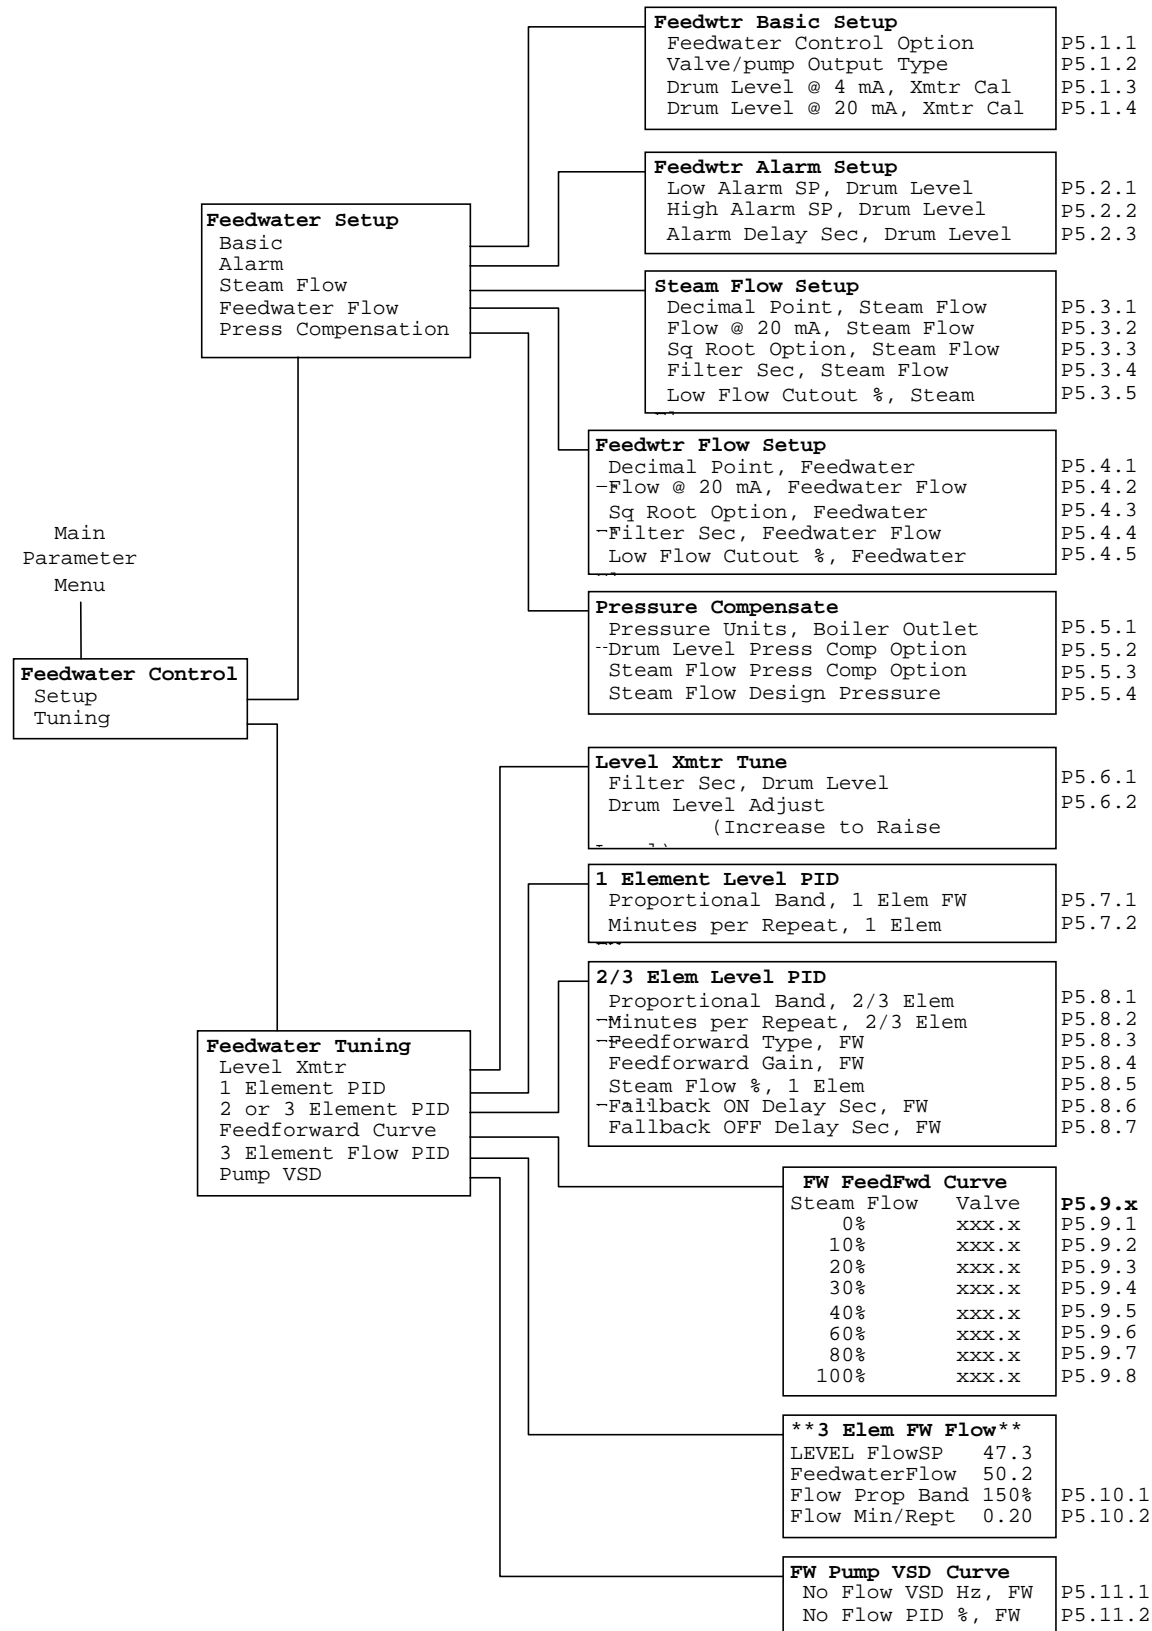 Feedwtr Basic Setup
Feedwater Control Option P5.1.1
Valve/pump Output Type P5.1.2
Drum Level @ 4 mA, Xmtr Cal P5.1.3
Drum Level @ 20 mA, Xmtr Cal P5.1.4
Feedwtr Alarm Setup
Low Alarm SP, Drum Level P5.2.1
High Alarm SP, Drum Level P5.2.2
Alarm Delay Sec, Drum Level P5.2.3
Feedwater Setup
Basic
Alarm
Steam Flow
Feedwater Flow
Press Compensation
Steam Flow Setup
Decimal Point, Steam Flow P5.3.1
Flow @ 20 mA, Steam Flow P5.3.2
Sq Root Option, Steam Flow P5.3.3
Filter Sec, Steam Flow P5.3.4
Low Flow Cutout %, Steam P5.3.5
Feedwtr Flow Setup
Decimal Point, Feedwater P5.4.1
Flow @ 20 mA, Feedwater Flow P5.4.2
Sq Root Option, Feedwater P5.4.3
Filter Sec, Feedwater Flow P5.4.4
Low Flow Cutout %, Feedwater P5.4.5
Main
Parameter
Menu
Pressure Compensate
Pressure Units, Boiler Outlet P5.5.1
Drum Level Press Comp Option P5.5.2
Steam Flow Press Comp Option P5.5.3
Steam Flow Design Pressure P5.5.4
Feedwater Control
Setup
Tuning
Level Xmtr Tune
Filter Sec, Drum Level P5.6.1
Drum Level Adjust P5.6.2
(Increase to Raise
1 Element Level PID
Proportional Band, 1 Elem FW P5.7.1
Minutes per Repeat, 1 Elem P5.7.2
2/3 Elem Level PID
Proportional Band, 2/3 Elem P5.8.1
Minutes per Repeat, 2/3 Elem P5.8.2
Feedforward Type, FW P5.8.3
Feedforward Gain, FW P5.8.4
Steam Flow %, 1 Elem P5.8.5
Fallback ON Delay Sec, FW P5.8.6
Fallback OFF Delay Sec, FW P5.8.7
Feedwater Tuning
Level Xmtr
1 Element PID
2 or 3 Element PID
Feedforward Curve
3 Element Flow PID
Pump VSD
FW FeedFwd Curve
Steam Flow Valve P5.9.x
0% xxx.x P5.9.1
10% xxx.x P5.9.2
20% xxx.x P5.9.3
30% xxx.x P5.9.4
40% xxx.x P5.9.5
60% xxx.x P5.9.6
80% xxx.x P5.9.7
100% xxx.x P5.9.8
**3 Elem FW Flow**
LEVEL FlowSP 47.3
FeedwaterFlow 50.2
Flow Prop Band 150% P5.10.1
Flow Min/Rept 0.20 P5.10.2
FW Pump VSD Curve
No Flow VSD Hz, FW P5.11.1
No Flow PID %, FW P5.11.2